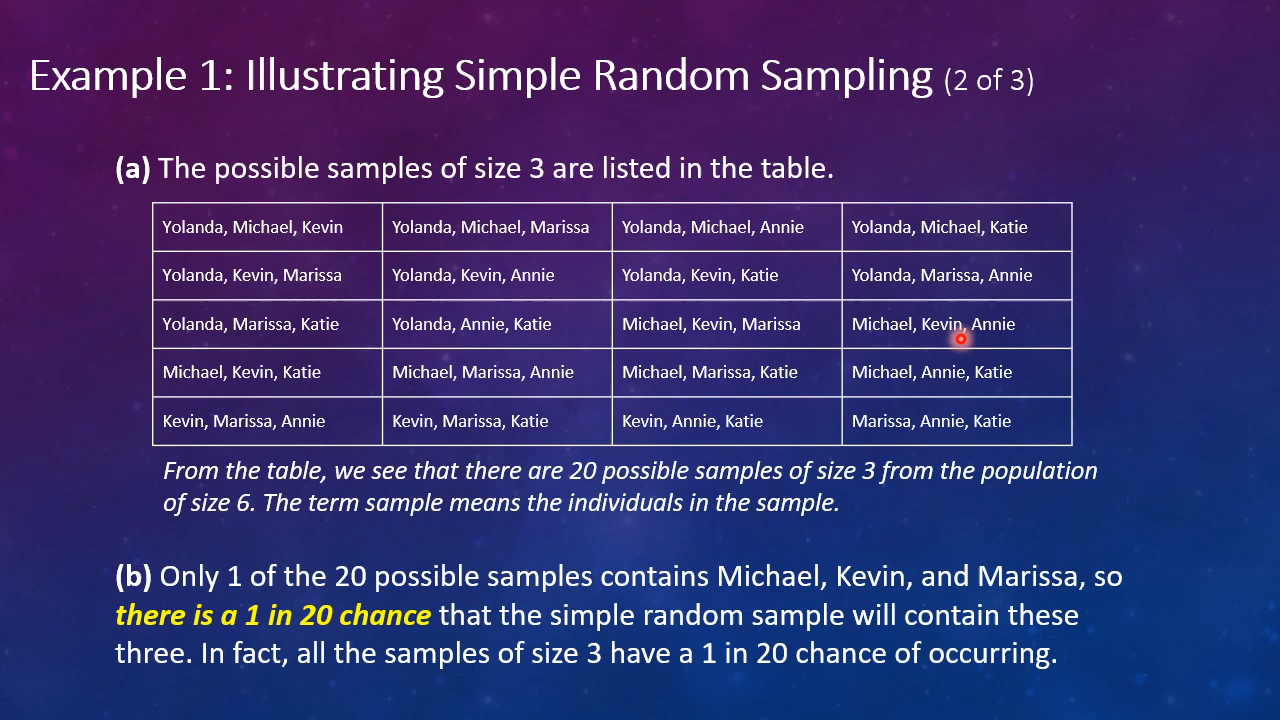 Example 1: Illustrating Simple Random Sampling (2 of 3)
(a) The possible samples of size 3 are listed in the table.
Yolanda, Michael, Kevin
Yolanda, Michael, Marissa
Yolanda, Michael, Annie
Yolanda, Michael, Katie
Yolanda, Kevin, Marissa
Yolanda, Kevin, Annie
Yolanda, Kevin, Katie
Yolanda, Marissa, Annie
Yolanda, Marissa, Katie
Yolanda, Annie, Katie
Michael, Kevin, Marissa
Michael, Kevin, Annie
Michael, Kevin, Katie
Michael, Marissa, Annie
Michael, Marissa, Katie
Michael, Annie, Katie
Kevin, Marissa, Annie
Kevin, Marissa, Katie
Kevin, Annie, Katie
Marissa, Annie, Katie
From the table, we see that there are 20 possible samples of size 3 from the population
of size 6. The term sample means the individuals in the sample.
(b) Only 1 of the 20 possible samples contains Michael, Kevin, and Marissa, so
there is a 1 in 20 chance that the simple random sample will contain these
three. In fact, all the samples of size 3 have a 1 in 20 chance of occurring.